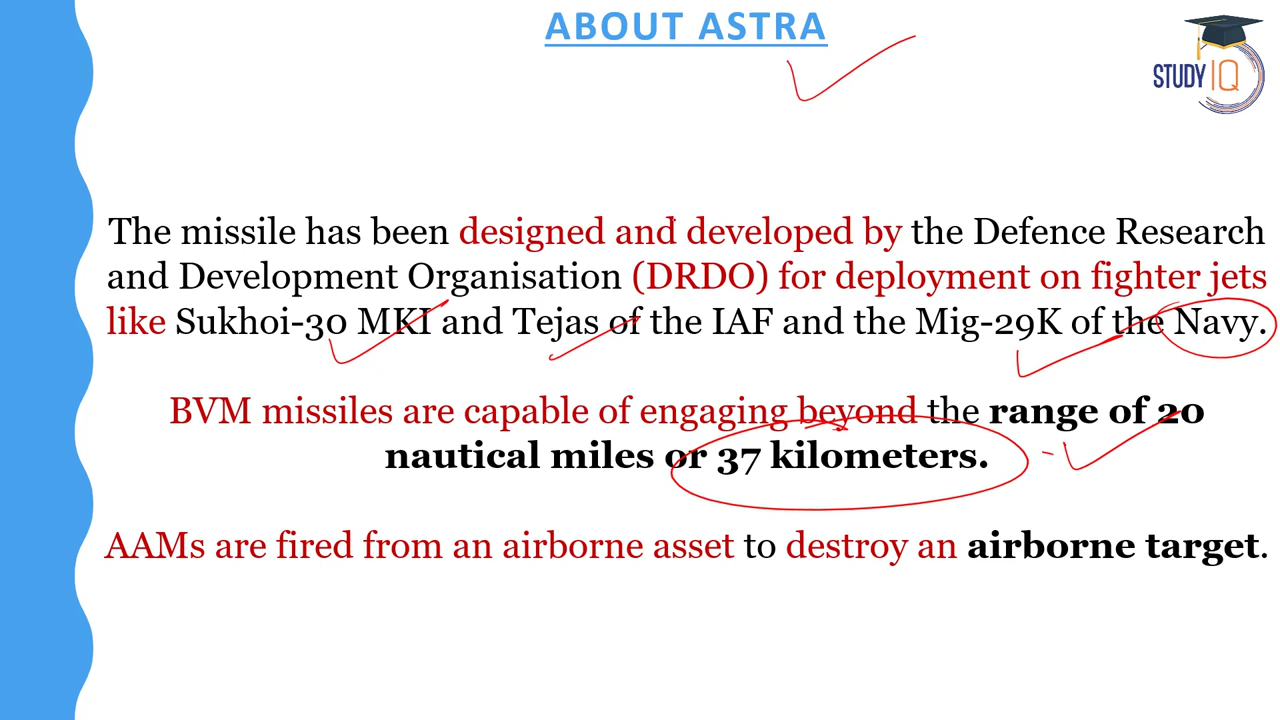 ABOUT ASTRA
STUDY IQ
The missile has been designed and developed by the Defence Research
and Development Organisation (DRDO) for deployment on fighter jets
like Sukhoi-30 MKI and Tejas of the IAF and the Mig-29K of the Navy.
BVM missiles are capable of engaging beyond the range of 20
nautical miles or 37 kilometers.
AAMs are fired from an airborne asset to destroy an airborne target.